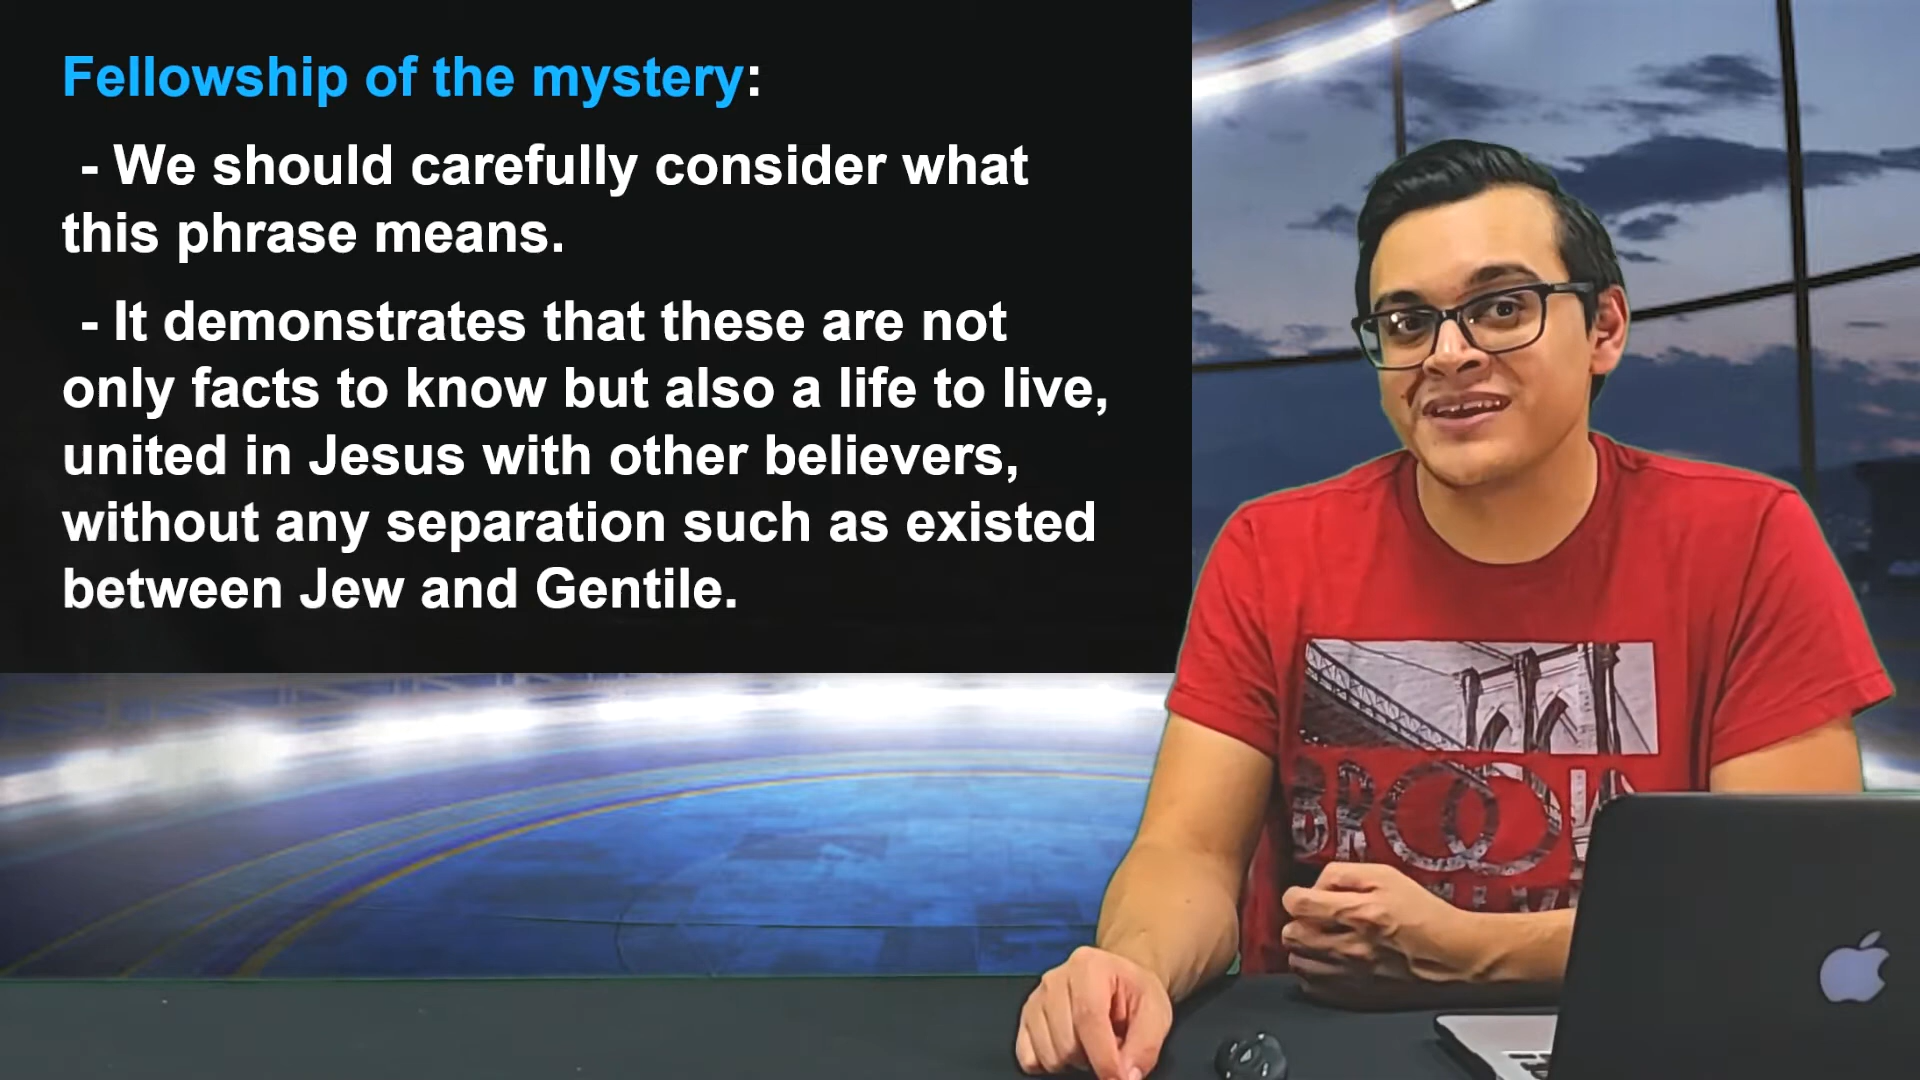 Fellowship of the mystery:
- We should carefully consider what
this phrase means.
- It demonstrates that these are not
only facts to know but also a life to live,
united in Jesus with other believers,
without any separation such as existed
between Jew and Gentile.